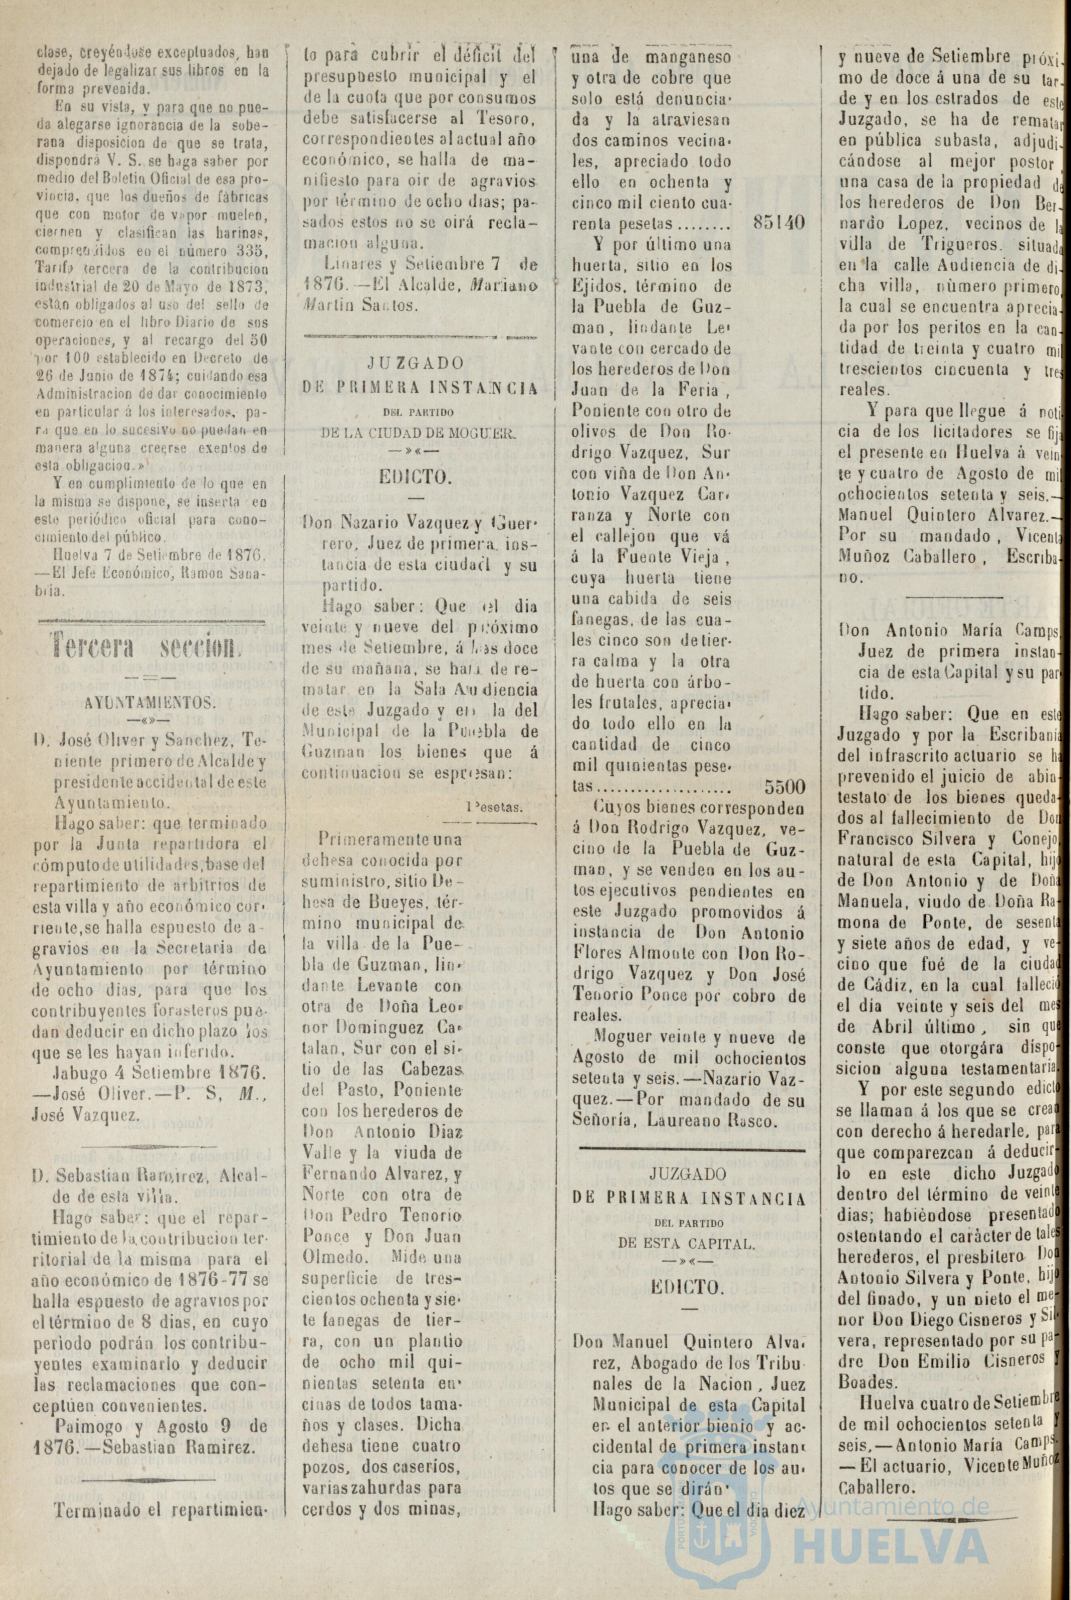 clase, creyéndose exceptuados, han
dejado de legalizar sus libros en la
forma prevenida.
En su vista, y para que no pue-
da alegarse ignorancia de la sobe-
rana disposicion de que se trata,
dispondrá V. S. se haga saber por
medio del Boletin Oficial de esa pro-
vincia, que los dueños de fábricas
que con motor de vapor muelen,
ciernen y clasifican las harinas,
comprendidos en el número 335,
Tarifa tercera de la contribucion
industrial de 20 de Mayo de 1873,
están obligados al uso del sello de
comercio en el libro Diario de sus
operaciones, y al recargo del 50
por 100 establecido en Decreto de
26 de Junio de 1874; cuidando esa
Administracion de dar conocimiento
en particular á los interesados, pa-
ra que en lo sucesivo no puedan en
manera alguna creerse exentos de
esta obligacion.»
Y en cumplimiento de lo que en
la misma se dispone, se inserta en
este periódico oficial para cono-
cimiento del público.
Huelva 7 de Setiembre de 1876.
—El Jefe Económico, Ramon Sana-
bria.
Tercera seccion.
AYUNTAMIENTOS.
—«»—
D. José Oliver y Sanchez, Te-
niente primero de Alcalde y
presidente accidental de este
Ayuntamiento.
Hago saber: que terminado
por la Junta repartidora el
cómputo de utilidades, base del
repartimiento de arbitrios de
esta villa y año económico cor-
riente, se halla espuesto de a-
gravios en la Secretaria de
Ayuntamiento por término
de ocho dias, para que los
contribuyentes forasteros pue-
dan deducir en dicho plazo los
que se les hayan inferido.
Jabugo 4 Setiembre 1876.
—José Oliver.—P. S, M.,
José Vazquez.
D. Sebastian Ramirez, Alcal-
de de esta villa.
Hago saber: que el repar-
timiento de la contribucion ter-
ritorial de la misma para el
año económico de 1876-77 se
halla espuesto de agravios por
el término de 8 dias, en cuyo
periodo podrán los contribu-
yentes examinarlo y deducir
las reclamaciones que con-
ceptúen convenientes.
Paimogo y Agosto 9 de
1876.—Sebastian Ramirez.
Terminado el repartimien-
to para cubrir el déficit del
presupuesto municipal y el
de la cuota que por consumos
debe satisfacerse al Tesoro,
correspondientes al actual año
económico, se halla de ma-
nifiesto para oir de agravios
por término de ocho dias; pa-
sados estos no se oirá recla-
macion alguna.
Linares y Setiembre 7 de
1876.—El Alcalde, Mariano
Martin Santos.
JUZGADO
DE PRIMERA INSTANCIA
DEL PARTIDO
DE LA CIUDAD DE MOGUER.
—»«—
EDICTO.
Don Nazario Vazquez y Guer-
rero, Juez de primera ins-
tancia de esta ciudad y su
partido.
Hago saber: Que el dia
veinte y nueve del próximo
mes de Setiembre, á las doce
de su mañana, se han de re-
matar en la Sala Audiencia
de este Juzgado y en la del
Municipal de la Puebla de
Guzman los bienes que á
continuacion se espresan:
Pesetas.
Primeramente una
dehesa conocida por
suministro, sitio De-
hesa de Bueyes, tér-
mino municipal de
la villa de la Pue-
bla de Guzman, lin-
dante Levante con
otra de Doña Leo-
nor Dominguez Ca-
talan, Sur con el si-
tio de las Cabezas
del Pasto, Poniente
con los herederos de
Don Antonio Diaz
Valle y la viuda de
Fernando Alvarez, y
Norte con otra de
Don Pedro Tenorio
Ponce y Don Juan
Olmedo. Mide una
superficie de tres-
cientos ochenta y sie-
te fanegas de tier-
ra, con un plantio
de ocho mil qui-
nientas setenta en-
cinas de todos tama-
ños y clases. Dicha
dehesa tiene cuatro
pozos, dos caserios,
varias zahurdas para
cerdos y dos minas,
una de manganeso
y otra de cobre que
solo está denuncia-
da y la atraviesan
dos caminos vecina-
les, apreciado todo
ello en ochenta y
cinco mil ciento cua-
renta pesetas........ 85140
Y por último una
huerta, sitio en los
Ejidos, término de
la Puebla de Guz-
man, lindante Le-
vante con cercado de
los herederos de Don
Juan de la Feria,
Poniente con otro de
olivos de Don Ro-
drigo Vazquez, Sur
con viña de Don An-
tonio Vazquez Car-
ranza y Norte con
el callejon que vá
á la Fuente Vieja,
cuya huerta tiene
una cabida de seis
fanegas, de las cua-
les cinco son de tier-
ra calma y la otra
de huerta con árbo-
les frutales, aprecia-
do todo ello en la
cantidad de cinco
mil quinientas pese-
tas.................... 5500
Cuyos bienes corresponden
á Don Rodrigo Vazquez, ve-
cino de la Puebla de Guz-
man, y se venden en los au-
tos ejecutivos pendientes en
este Juzgado promovidos á
instancia de Don Antonio
Flores Almonte con Don Ro-
drigo Vazquez y Don José
Tenorio Ponce por cobro de
reales.
Moguer veinte y nueve de
Agosto de mil ochocientos
setenta y seis.—Nazario Vaz-
quez.—Por mandado de su
Señoría, Laureano Rasco.
JUZGADO
DE PRIMERA INSTANCIA
DEL PARTIDO
DE ESTA CAPITAL.
—»«—
EDICTO.
Don Manuel Quintero Alva-
rez, Abogado de los Tribu
nales de la Nacion, Juez
Municipal de esta Capital
en el anterior bienio y ac-
cidental de primera instan-
cia para conocer de los au-
tos que se dirán
Hago saber: Que el dia diez
y nueve de Setiembre próxi-
mo de doce á una de su tar-
de y en los estrados de este
Juzgado, se ha de rematar
en pública subasta, adjudi-
cándose al mejor postor,
una casa de la propiedad de
los herederos de Don Ber-
nardo Lopez, vecinos de la
villa de Trigueros, situada
en la calle Audiencia de di-
cha villa, número primero,
la cual se encuentra aprecia-
da por los peritos en la can-
tidad de treinta y cuatro mil
trescientos cincuenta y tres
reales.
Y para que llegue á noti
cia de los licitadores se fija
el presente en Huelva á vein-
te y cuatro de Agosto de mil
ochocientos setenta y seis.—
Manuel Quintero Alvarez.—
Por su mandado, Vicente
Muñoz Caballero, Escriba-
no.
Don Antonio María Camps,
Juez de primera instan-
cia de esta Capital y su par-
tido.
Hago saber: Que en este
Juzgado y por la Escribanía
del infrascrito actuario se ha
prevenido el juicio de abin-
testato de los bienes queda-
dos al fallecimiento de Don
Francisco Silvera y Conejo,
natural de esta Capital, hijo
de Don Antonio y de Doña
Manuela, viudo de Doña Ra-
mona de Ponte, de sesenta
y siete años de edad, y ve-
cino que fué de la ciudad
de Cádiz, en la cual falleció
el dia veinte y seis del mes
de Abril último, sin que
conste que otorgára dispo-
sicion alguna testamentaria.
Y por este segundo edicto
se llaman á los que se crean
con derecho á heredarle, para
que comparezcan á deducir-
lo en este dicho Juzgado
dentro del término de veinte
dias; habiéndose presentado
ostentando el carácter de tales
herederos, el presbitero Don
Antonio Silvera y Ponte, hijo
del finado, y un nieto el me-
nor Don Diego Cisneros y Sil-
vera, representado por su pa-
dre Don Emilio Cisneros y
Boades.
Huelva cuatro de Setiembre
de mil ochocientos setenta y
seis.—Antonio María Camps.
—El actuario, Vicente Muñoz
Caballero.
Ayuntamiento de
HUELVA